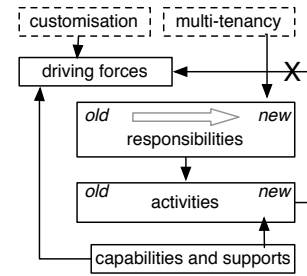 customisation multi-tenancy
driving forces X
old new
responsibilities
old new
activities
capabilities and supports